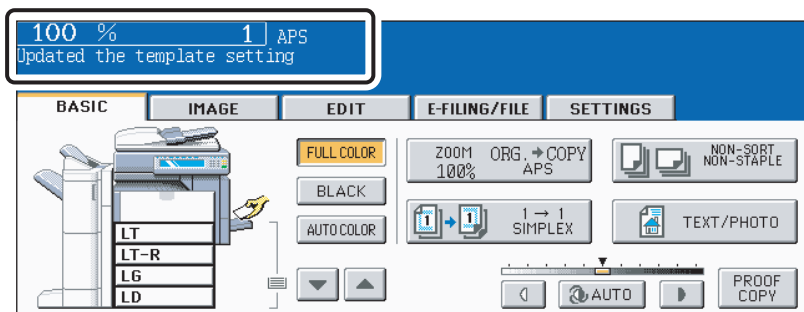 100 % 1 APS
Updated the template setting
BASIC IMAGE EDIT E-FILING/FILE SETTINGS
FULL COLOR
ZOOM ORG. → COPY
100% APS
NON-SORT
NON-STAPLE
BLACK
LT
LT-R
LG
LD
AUTO COLOR
1 → 1
1 → 1
SIMPLEX
TEXT/PHOTO
AUTO
PROOF
COPY